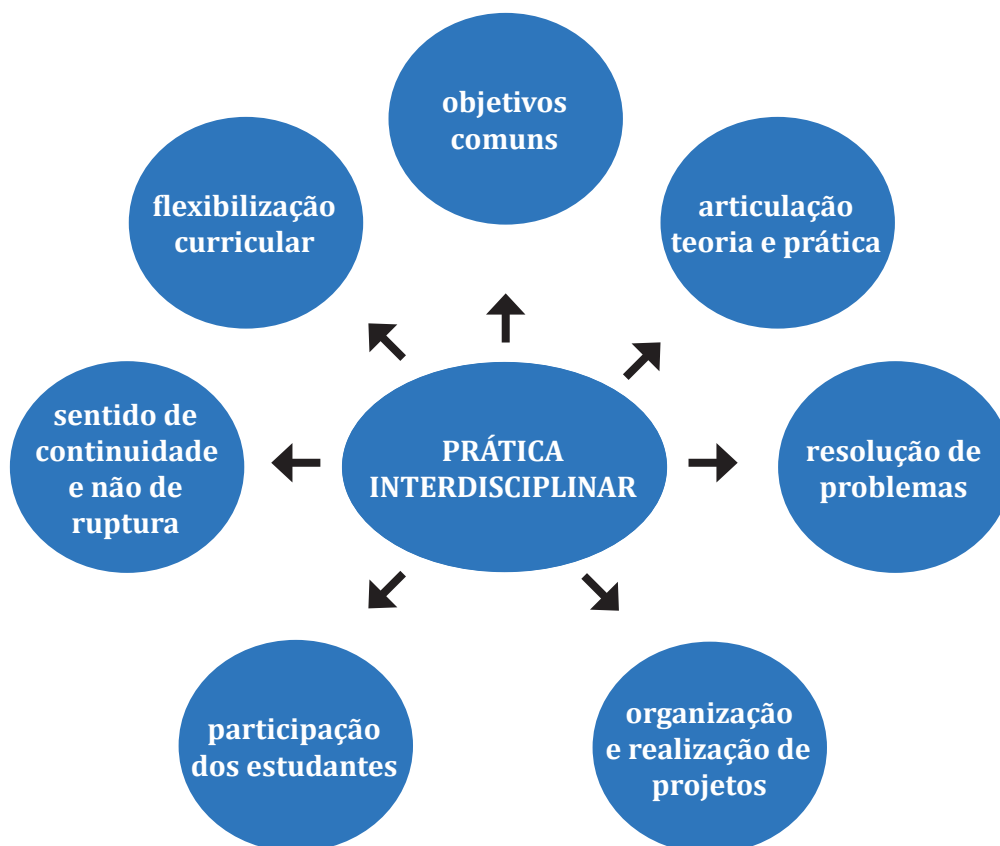 objetivos
comuns
flexibilização
curricular
articulação
teoria e prática
sentido de
continuidade
e não de
ruptura
PRÁTICA
INTERDISCIPLINAR
resolução de
problemas
participação
dos estudantes
organização
e realização de
projetos